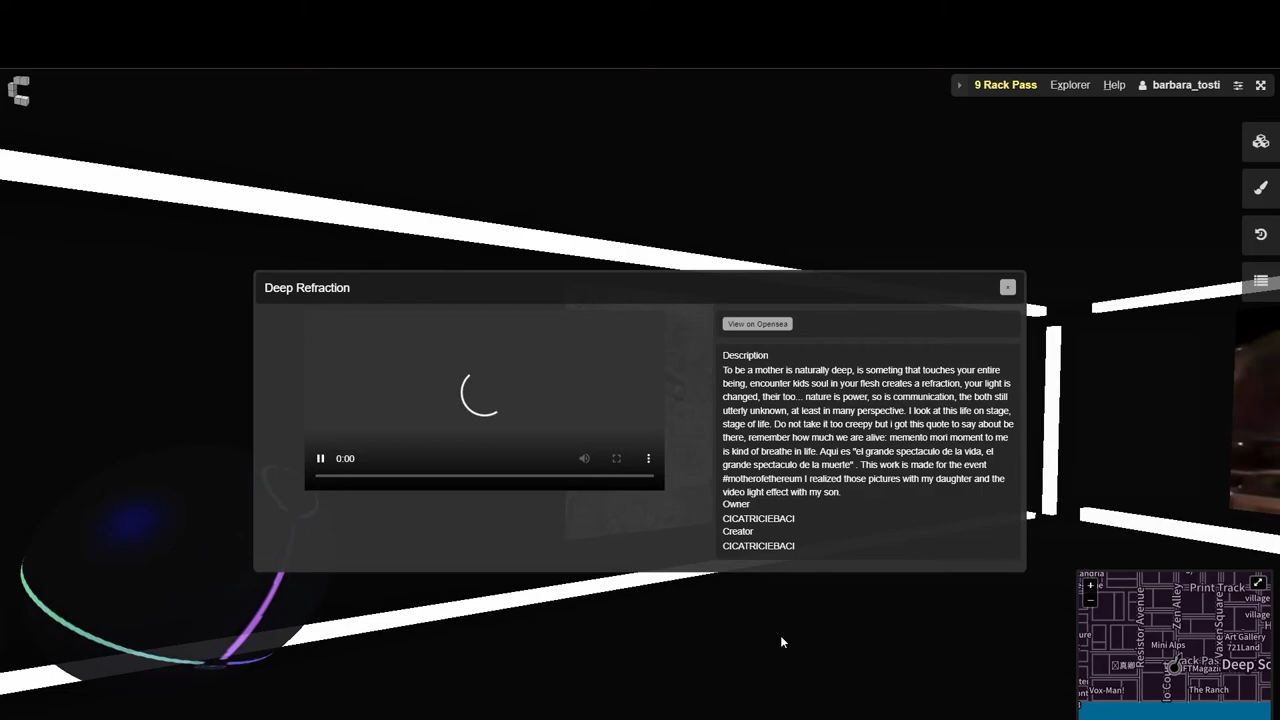 9 Rack Pass Explorer Help barbara_tosti
Deep Refraction
View on Opensea
Description
To be a mother is naturally deep, is someting that touches your entire
being, encounter kids soul in your flesh creates a refraction, your light is
changed, their too... nature is power, so is communication, the both still
utterly unknown, at least in many perspective. I look at this life on stage,
stage of life. Do not take it too creepy but i got this quote to say about be
there, remember how much we are alive: memento mori moment to me
is kind of breathe in life. Aqui es "el grande spectaculo de la vida, el
grande spectaculo de la muerte" . This work is made for the event
#motherofethereum I realized those pictures with my daughter and the
video light effect with my son.
Owner
CICATRICIEBACI
Creator
CICATRICIEBACI
0:00
Print Track
village
village
Resistor Avenue
Zen Alley
VaxenSquare
Art Gallery
Mini Alps
721Land
Rack Pas
Deep Sc
FTMagazi
Vox-Man!
The Ranch